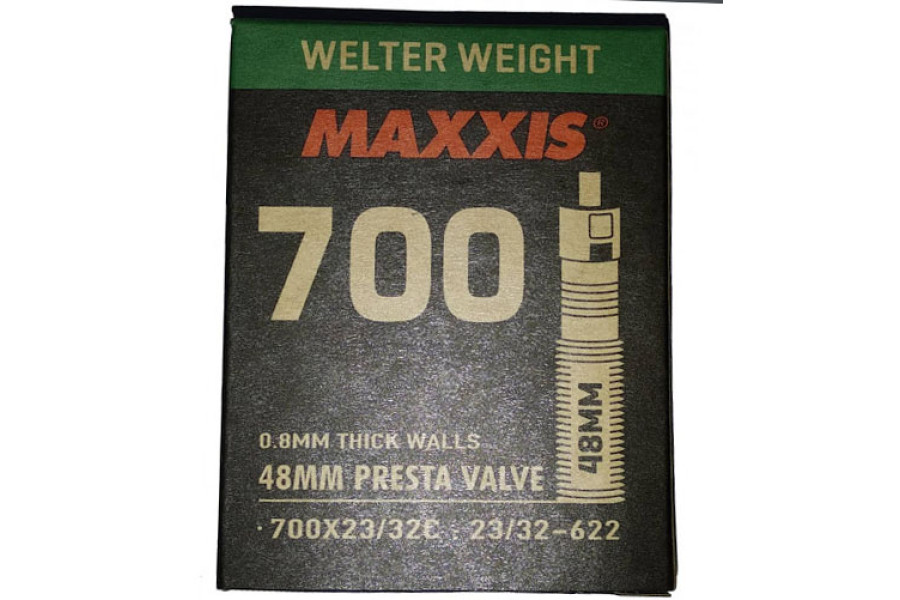 WELTER WEIGHT
MAXXIS®
700
48MM
0.8MM THICK WALLS
48MM PRESTA VALVE
· 700X23/32C · 23/32-622